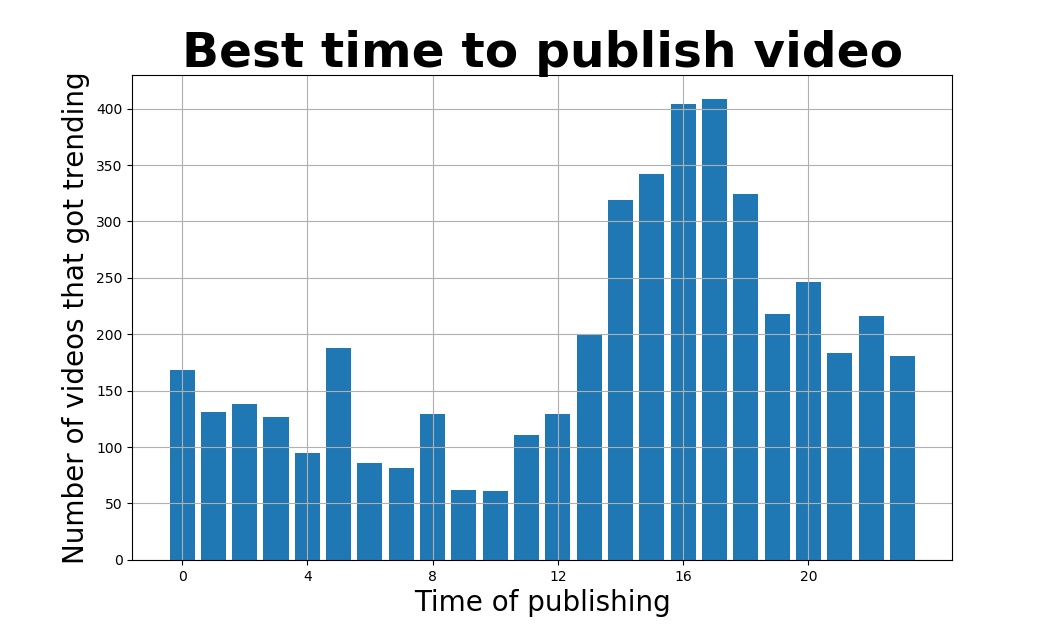 Best time to publish video
Number of videos that got trending
400
350
300
250
200
150
100
50
0
0 4 8 12 16 20
Time of publishing